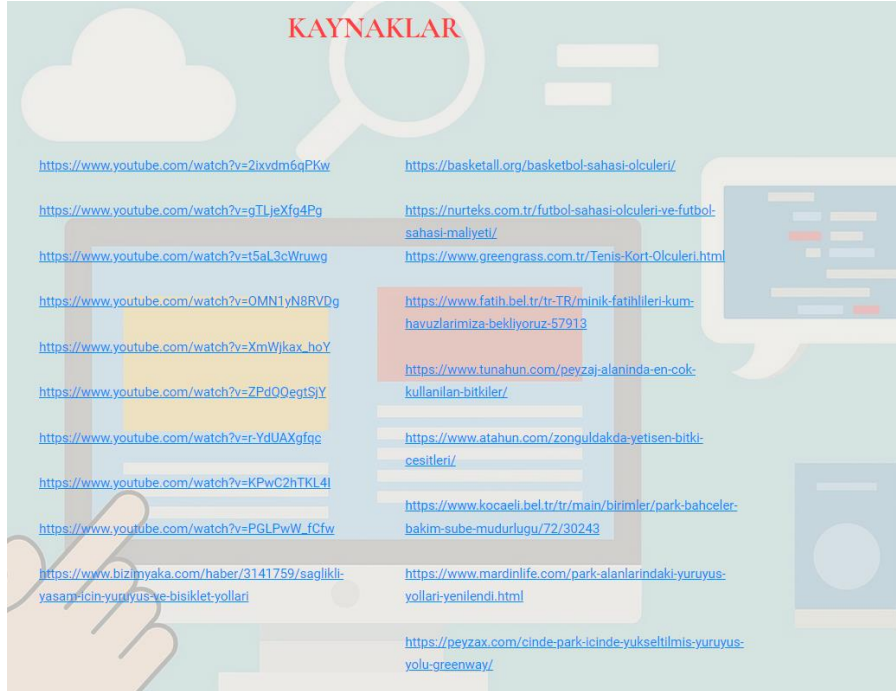 KAYNAKLAR
https://www.youtube.com/watch?v=2ixvdm6qPKw
https://www.youtube.com/watch?v=gTLjeXfg4Pg
https://www.youtube.com/watch?v=t5aL3cWruwg
https://www.youtube.com/watch?v=OMN1yN8RVDg
https://www.youtube.com/watch?v=XmWjkax_hoY
https://www.youtube.com/watch?v=ZPdOQegtSjY
https://www.youtube.com/watch?v=r-YdUAXgfqc
https://www.youtube.com/watch?v=KPwC2hTKL4I
https://www.youtube.com/watch?v=PGLPwW_fCfw
https://www.bizimyaka.com/haber/3141759/saglikli-
yasam-icin-yuruyus-ve-bisiklet-yollari
https://basketall.org/basketbol-sahasi-olculeri/
https://nurteks.com.tr/futbol-sahasi-olculeri-ve-futbol-
sahasi-maliyeti/
https://www.greengrass.com.tr/Tenis-Kort-Olculeri.html
https://www.fatih.bel.tr/tr-TR/minik-fatihlileri-kum-
havuzlarimiza-bekliyoruz-57913
https://www.tunahun.com/peyzaj-alaninda-en-cok-
kullanilan-bitkiler/
https://www.atahun.com/zonguldakda-yetisen-bitki-
cesitleri/
https://www.kocaeli.bel.tr/tr/main/birimler/park-bahceler-
bakim-sube-mudurlugu/72/30243
https://www.mardinlife.com/park-alanlarindaki-yuruyus-
yollari-yenilendi.html
https://peyzax.com/cinde-park-icinde-yukseltilmis-yuruyus-
yolu-greenway/